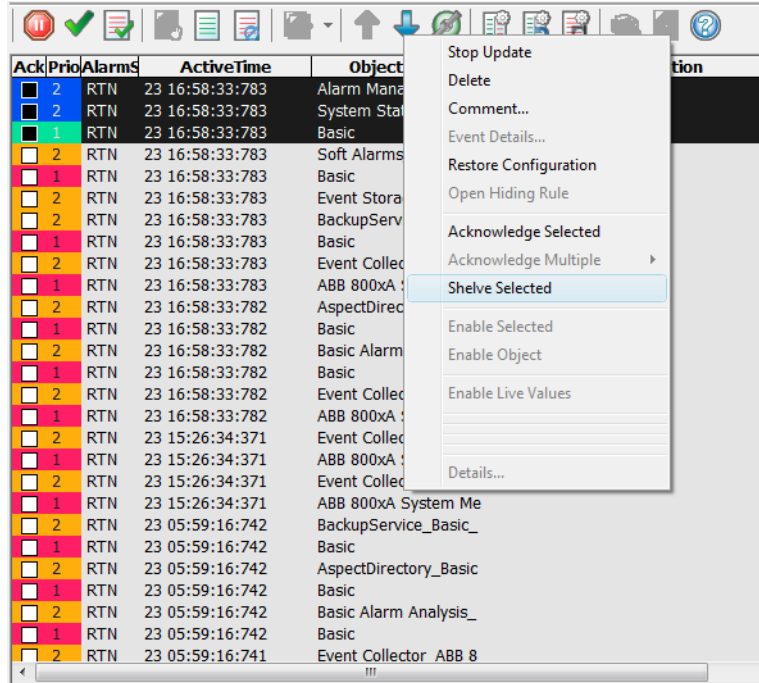 Ack Prio AlarmS ActiveTime Object tion
2 RTN 23 16:58:33:783 Alarm Mana
2 RTN 23 16:58:33:783 System Stat
1 RTN 23 16:58:33:783 Basic
2 RTN 23 16:58:33:783 Soft Alarms
1 RTN 23 16:58:33:783 Basic
2 RTN 23 16:58:33:783 Event Stora
2 RTN 23 16:58:33:783 BackupServ
1 RTN 23 16:58:33:783 Basic
2 RTN 23 16:58:33:783 Event Collec
1 RTN 23 16:58:33:783 ABB 800xA
2 RTN 23 16:58:33:782 AspectDirec
1 RTN 23 16:58:33:782 Basic
2 RTN 23 16:58:33:782 Basic Alarm
1 RTN 23 16:58:33:782 Basic
2 RTN 23 16:58:33:782 Event Collec
1 RTN 23 16:58:33:782 ABB 800xA
2 RTN 23 15:26:34:371 Event Collec
1 RTN 23 15:26:34:371 ABB 800xA
2 RTN 23 15:26:34:371 Event Collec
1 RTN 23 15:26:34:371 ABB 800xA System Me
2 RTN 23 05:59:16:742 BackupService_Basic_
1 RTN 23 05:59:16:742 Basic
2 RTN 23 05:59:16:742 AspectDirectory_Basic
1 RTN 23 05:59:16:742 Basic
2 RTN 23 05:59:16:742 Basic Alarm Analysis_
1 RTN 23 05:59:16:742 Basic
2 RTN 23 05:59:16:741 Event Collector ABB 8
Stop Update
Delete
Comment...
Event Details...
Restore Configuration
Open Hiding Rule
Acknowledge Selected
Acknowledge Multiple
Shelve Selected
Enable Selected
Enable Object
Enable Live Values
Details...